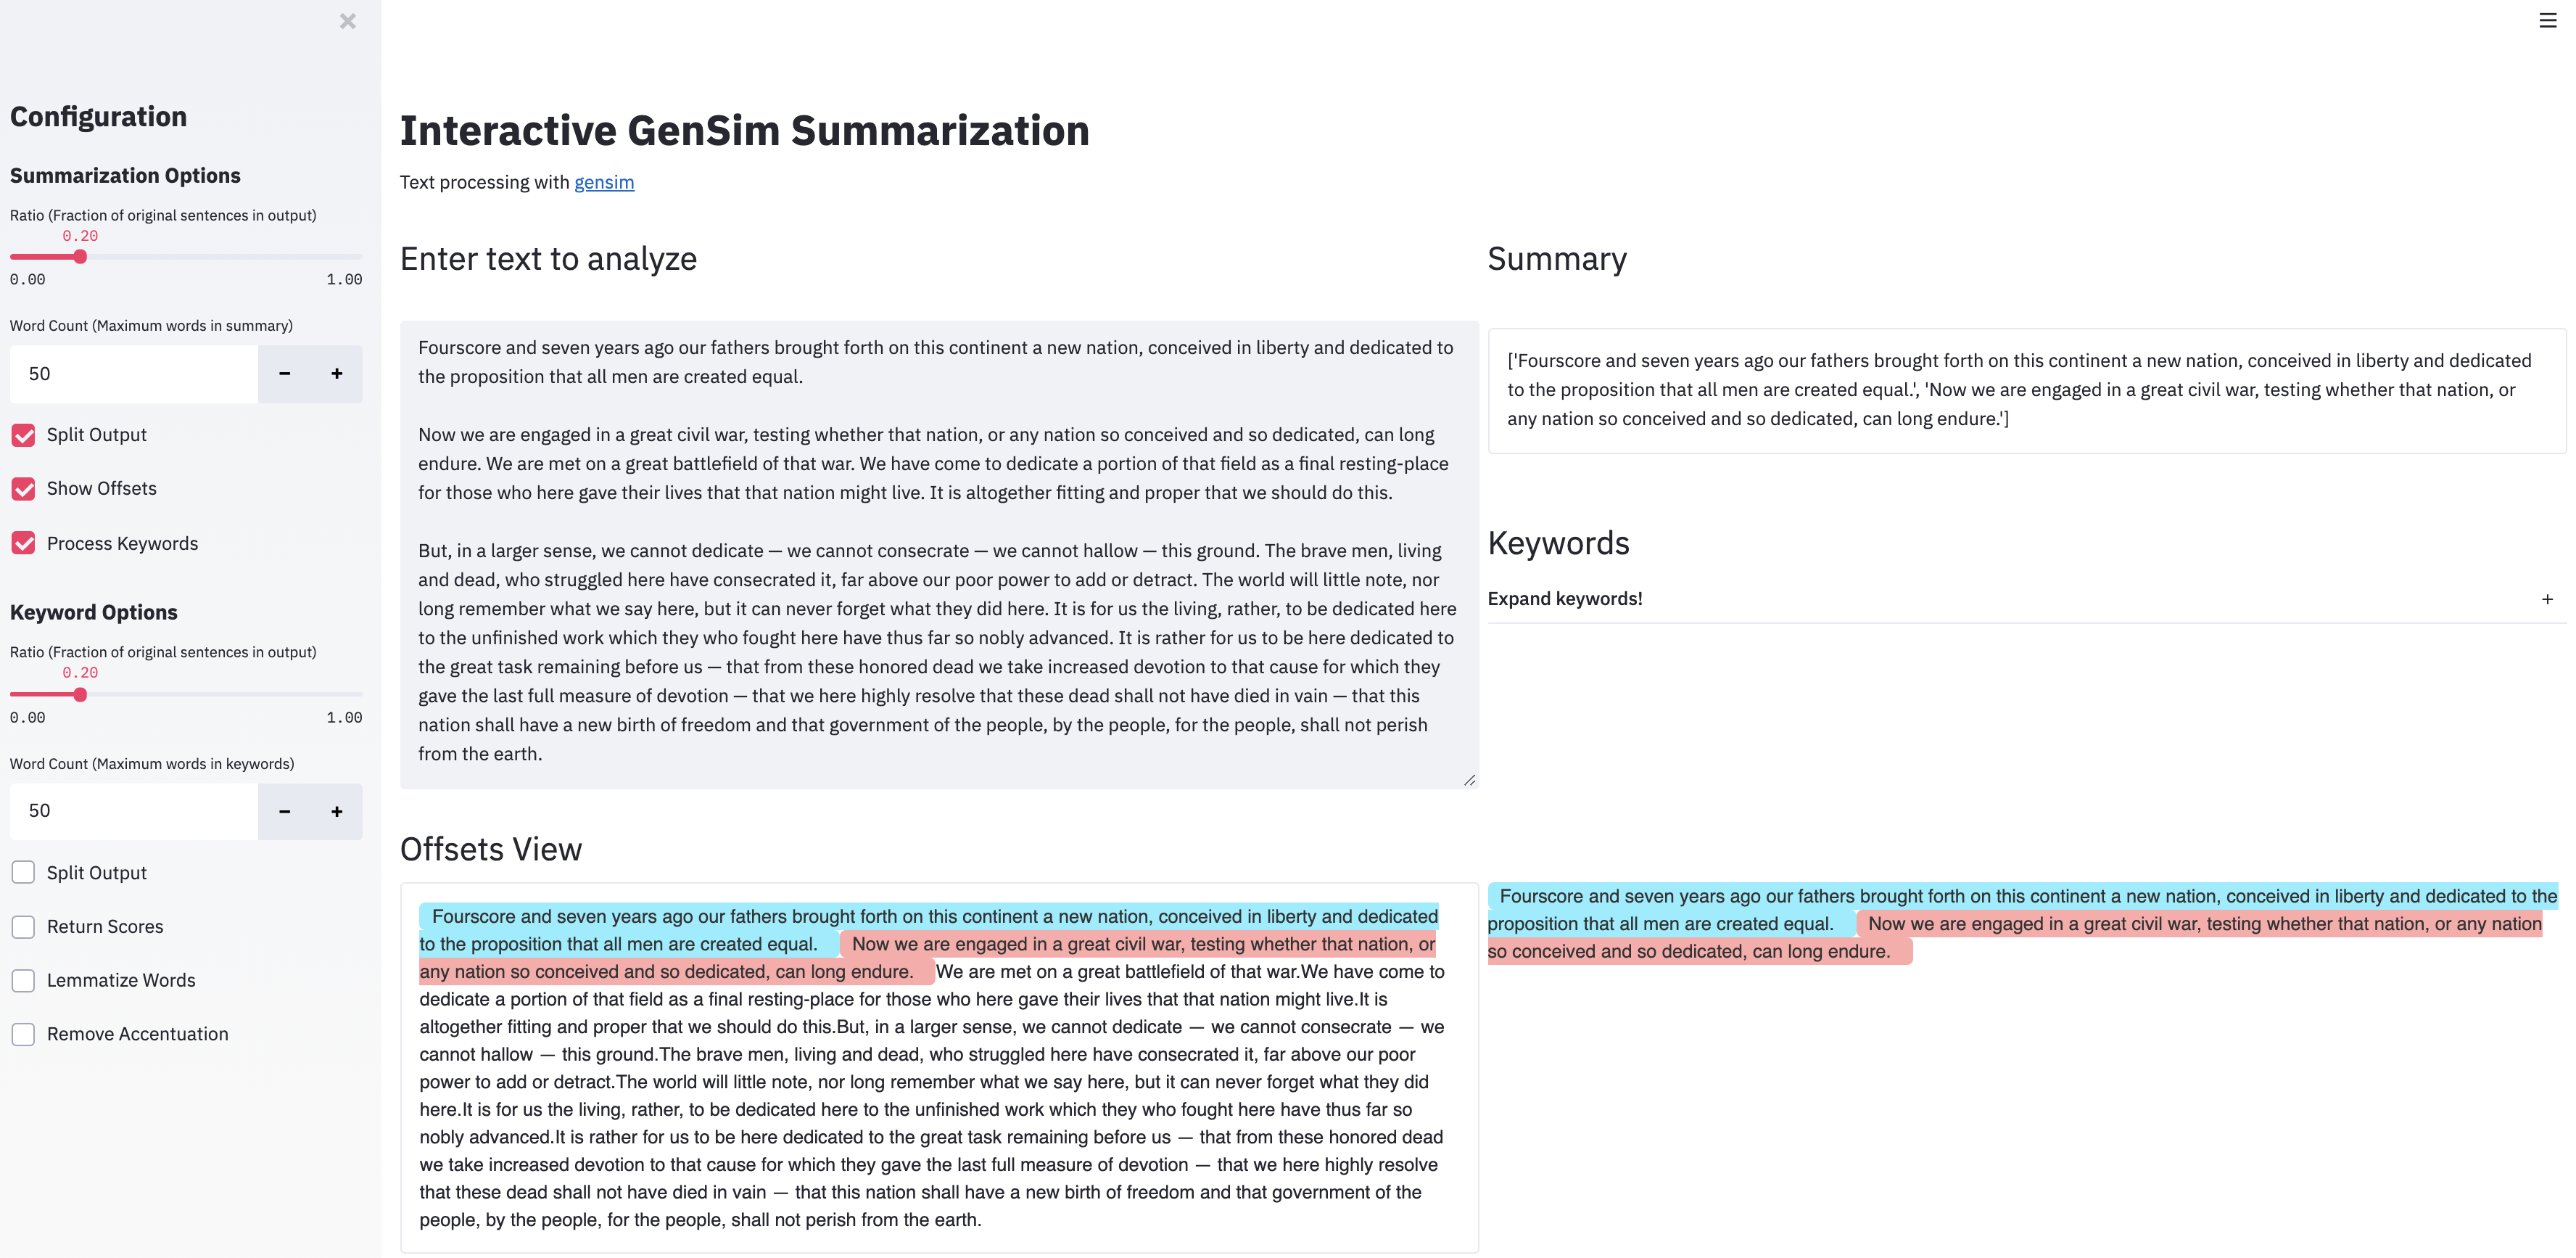 Configuration
Summarization Options
Ratio (Fraction of original sentences in output)
0.20
0.00 1.00
Word Count (Maximum words in summary)
50 − +
Split Output
Show Offsets
Process Keywords
Keyword Options
Ratio (Fraction of original sentences in output)
0.20
0.00 1.00
Word Count (Maximum words in keywords)
50 − +
Split Output
Return Scores
Lemmatize Words
Remove Accentuation
Interactive GenSim Summarization
Text processing with gensim
Enter text to analyze
Fourscore and seven years ago our fathers brought forth on this continent a new nation, conceived in liberty and dedicated to
the proposition that all men are created equal.
Now we are engaged in a great civil war, testing whether that nation, or any nation so conceived and so dedicated, can long
endure. We are met on a great battlefield of that war. We have come to dedicate a portion of that field as a final resting-place
for those who here gave their lives that that nation might live. It is altogether fitting and proper that we should do this.
But, in a larger sense, we cannot dedicate — we cannot consecrate — we cannot hallow — this ground. The brave men, living
and dead, who struggled here have consecrated it, far above our poor power to add or detract. The world will little note, nor
long remember what we say here, but it can never forget what they did here. It is for us the living, rather, to be dedicated here
to the unfinished work which they who fought here have thus far so nobly advanced. It is rather for us to be here dedicated to
the great task remaining before us — that from these honored dead we take increased devotion to that cause for which they
gave the last full measure of devotion — that we here highly resolve that these dead shall not have died in vain — that this
nation shall have a new birth of freedom and that government of the people, by the people, for the people, shall not perish
from the earth.
Summary
['Fourscore and seven years ago our fathers brought forth on this continent a new nation, conceived in liberty and dedicated
to the proposition that all men are created equal.', 'Now we are engaged in a great civil war, testing whether that nation, or
any nation so conceived and so dedicated, can long endure.']
Keywords
Expand keywords! +
Offsets View
Fourscore and seven years ago our fathers brought forth on this continent a new nation, conceived in liberty and dedicated
to the proposition that all men are created equal. Now we are engaged in a great civil war, testing whether that nation, or
any nation so conceived and so dedicated, can long endure. We are met on a great battlefield of that war.We have come to
dedicate a portion of that field as a final resting-place for those who here gave their lives that that nation might live.It is
altogether fitting and proper that we should do this.But, in a larger sense, we cannot dedicate — we cannot consecrate — we
cannot hallow — this ground.The brave men, living and dead, who struggled here have consecrated it, far above our poor
power to add or detract.The world will little note, nor long remember what we say here, but it can never forget what they did
here.It is for us the living, rather, to be dedicated here to the unfinished work which they who fought here have thus far so
nobly advanced.It is rather for us to be here dedicated to the great task remaining before us — that from these honored dead
we take increased devotion to that cause for which they gave the last full measure of devotion — that we here highly resolve
that these dead shall not have died in vain — that this nation shall have a new birth of freedom and that government of the
people, by the people, for the people, shall not perish from the earth.
Fourscore and seven years ago our fathers brought forth on this continent a new nation, conceived in liberty and dedicated to the
proposition that all men are created equal. Now we are engaged in a great civil war, testing whether that nation, or any nation
so conceived and so dedicated, can long endure.